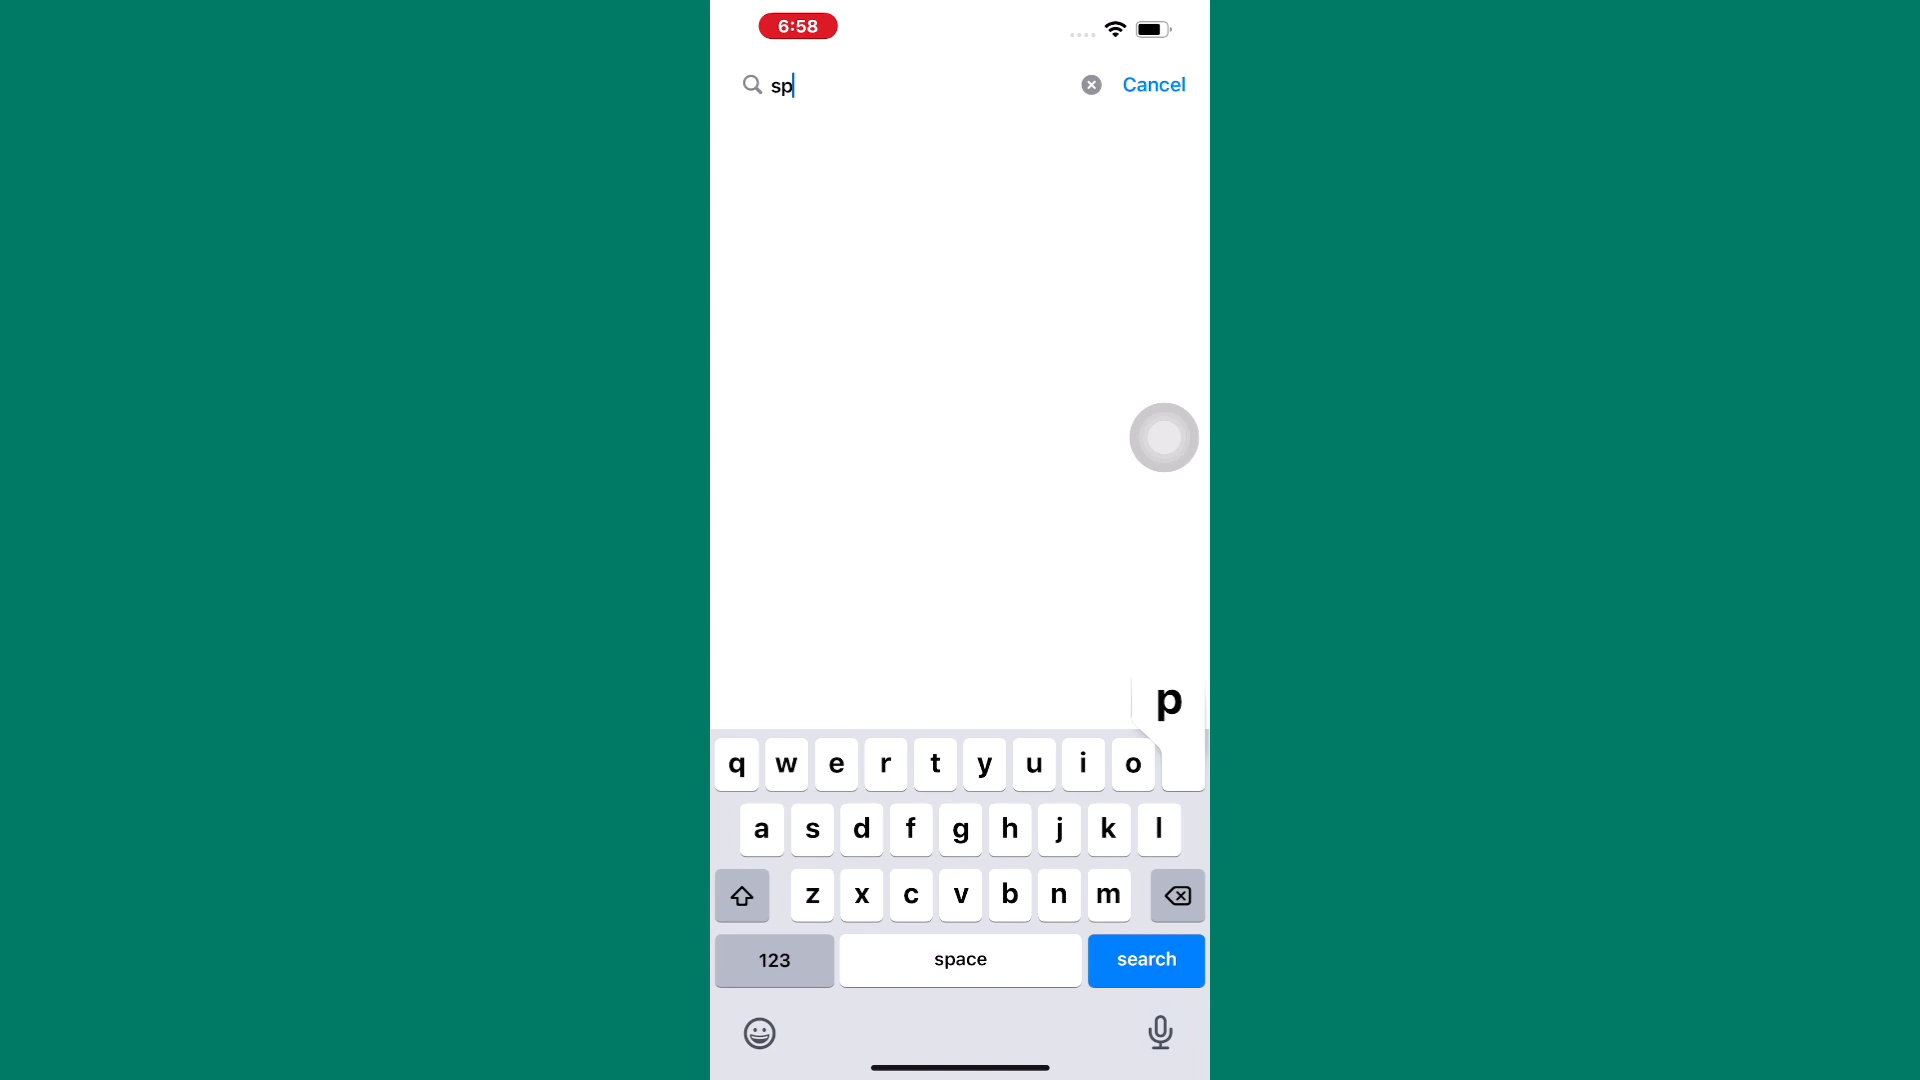 6:58
sp Cancel
p
q w e r t y u i o
a s d f g h j k l
z x c v b n m
123 space search